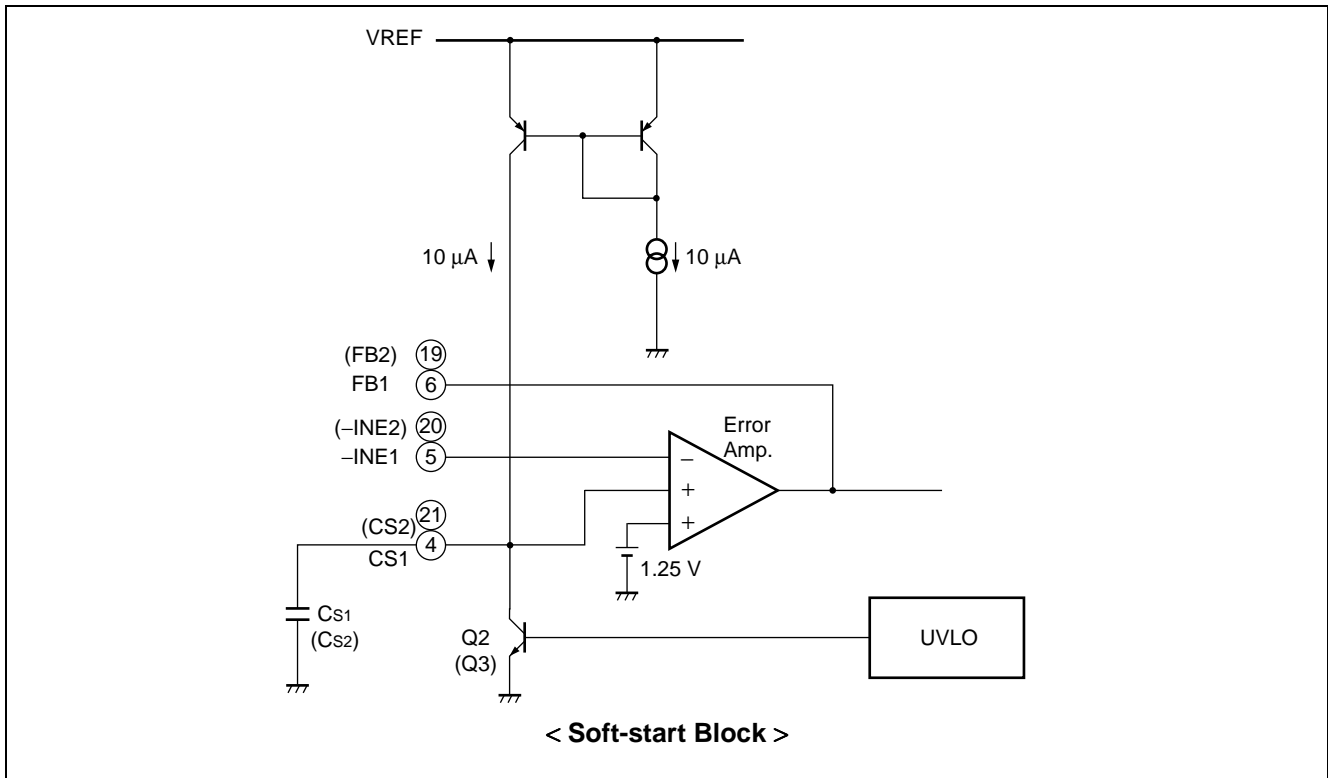 VREF
10 μA
10 μA
(FB2) 19
FB1 6
(−INE2) 20
−INE1 5
Error
Amp.
−
+
+
21
(CS2)
4
CS1
1.25 V
CS1
(CS2)
Q2
(Q3)
UVLO
< Soft-start Block >